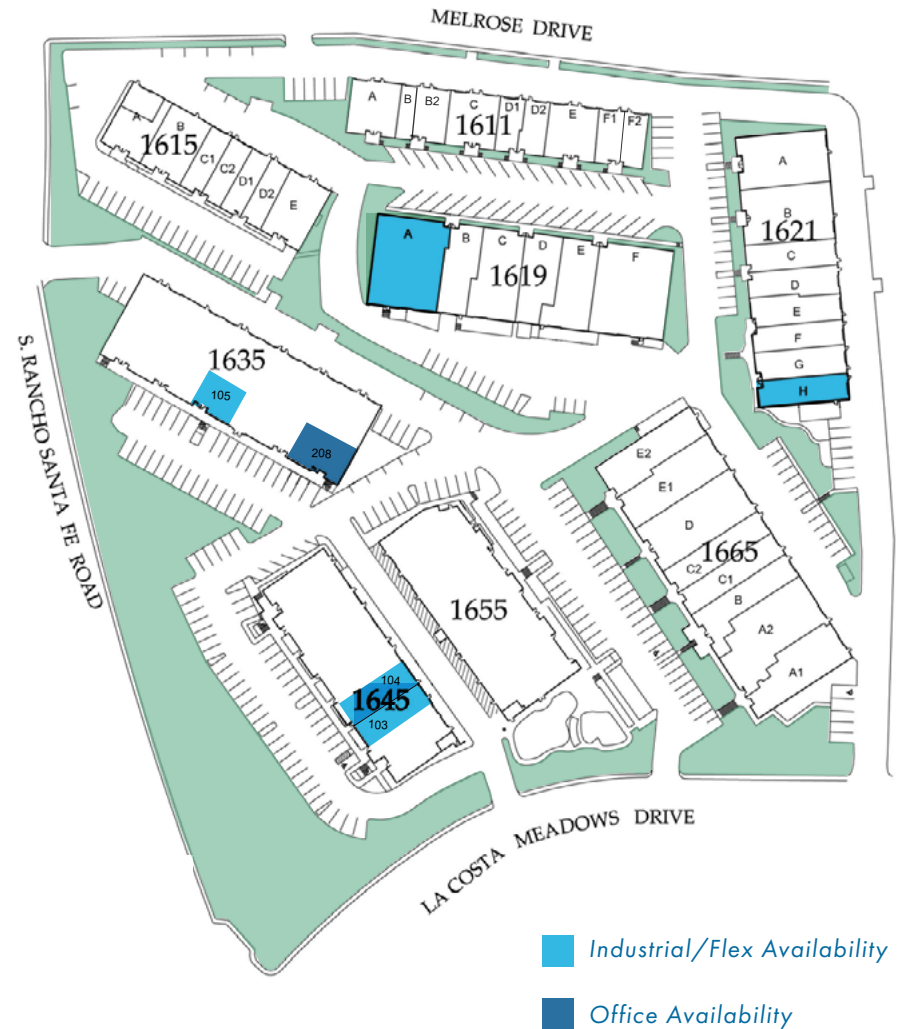 MELROSE DRIVE
A
B
B2
C
D1
D2
E
F1
F2
1611
A
B
C1
C2
D1
D2
E
1615
A
B
C
D
E
F
1619
A
B
C
D
E
F
G
H
1621
1635
105
208
S. RANCHO SANTA FE ROAD
E2
E1
D
C2
C1
B
A2
A1
1665
1655
104
1645
103
LA COSTA MEADOWS DRIVE
Industrial/Flex Availability
Office Availability